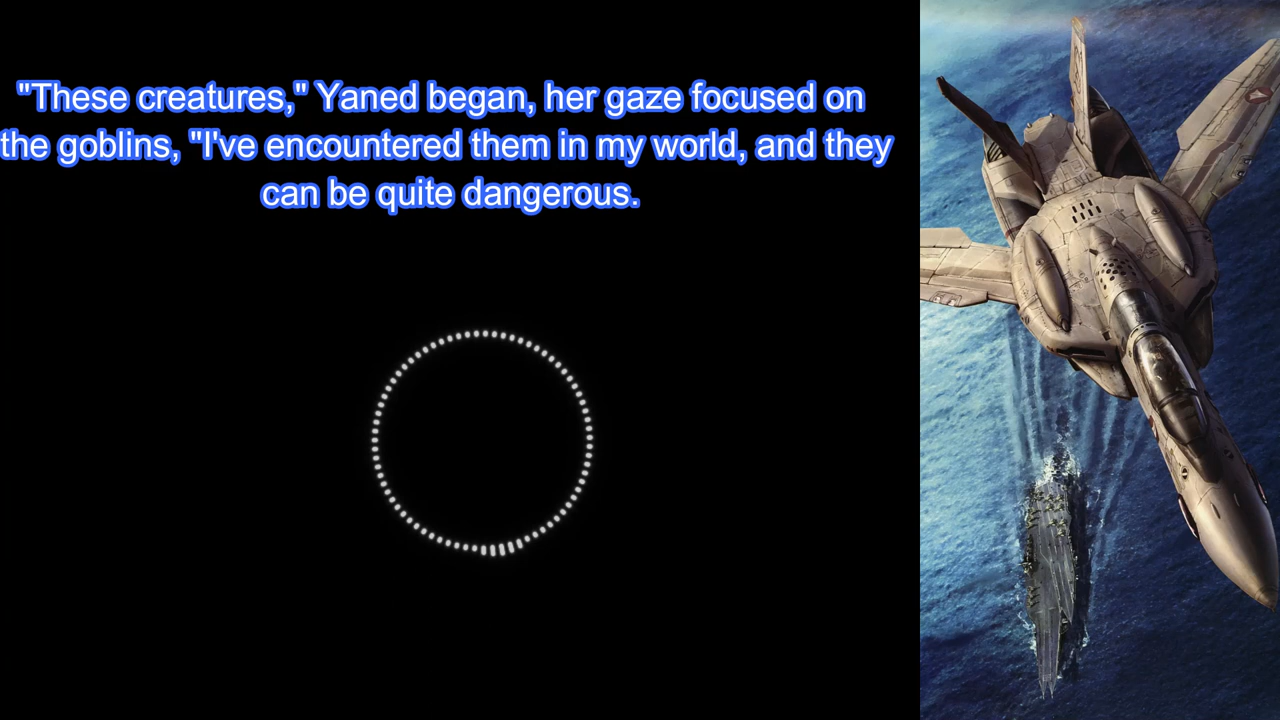 "These creatures," Yaned began, her gaze focused on
the goblins, "I've encountered them in my world, and they
can be quite dangerous.